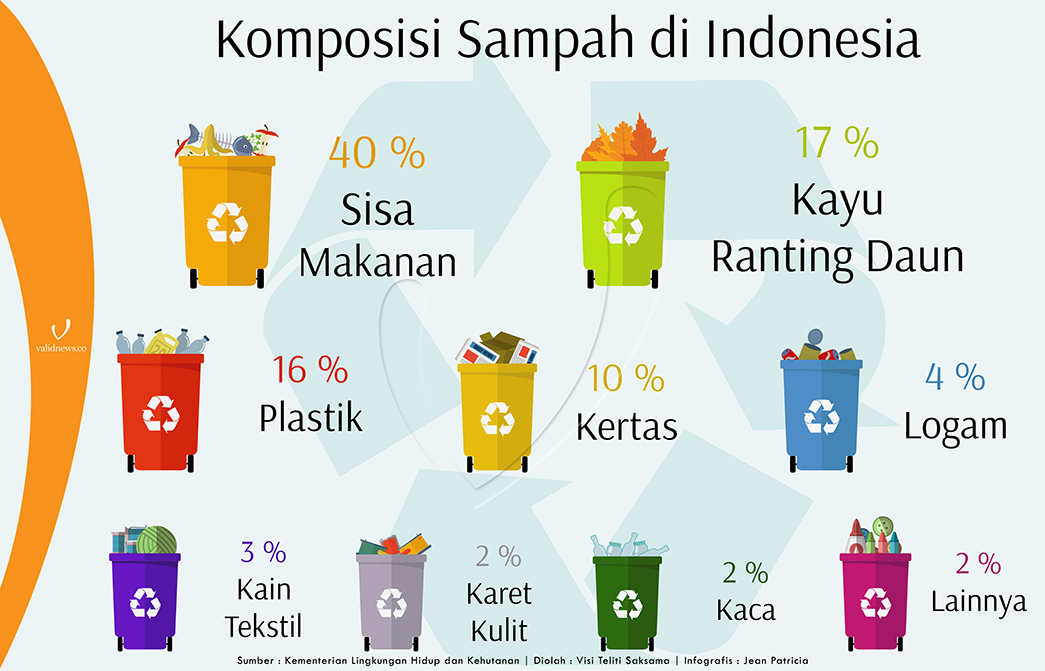 Komposisi Sampah di Indonesia
40 %
Sisa
Makanan
17 %
Kayu
Ranting Daun
validnews.co
16 %
Plastik
10 %
Kertas
4 %
Logam
3 %
Kain
Tekstil
2 %
Karet
Kulit
2 %
Kaca
2 %
Lainnya
Sumber : Kementerian Lingkungan Hidup dan Kehutanan | Diolah : Visi Teliti Saksama | Infografis : Jean Patricia